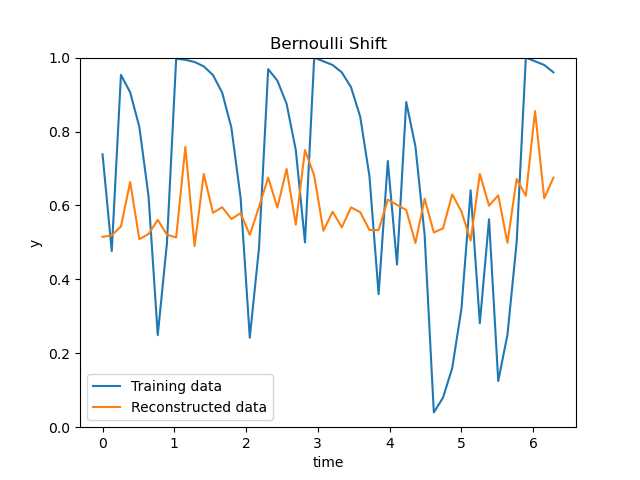 Bernoulli Shift
1.0
0.8
0.6
0.4
0.2
0.0
y
Training data
Reconstructed data
0 1 2 3 4 5 6
time